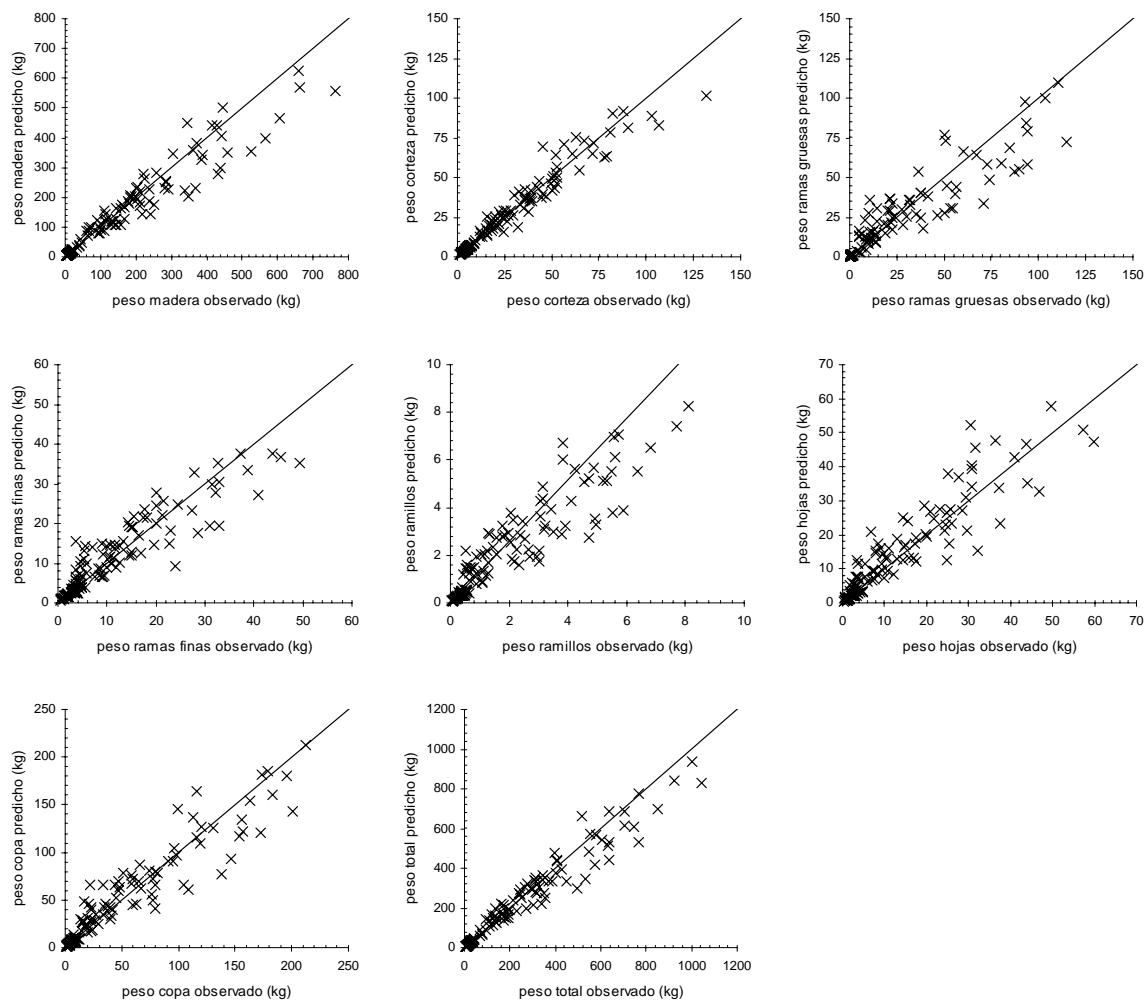 peso madera predicho (kg)
800
700
600
500
400
300
200
100
0
0 100 200 300 400 500 600 700 800
peso madera observado (kg)
peso corteza predicho (kg)
150
125
100
75
50
25
0
0 25 50 75 100 125 150
peso corteza observado (kg)
peso ramas gruesas predicho (kg)
150
125
100
75
50
25
0
0 25 50 75 100 125 150
peso ramas gruesas observado (kg)
peso ramas finas predicho (kg)
60
50
40
30
20
10
0
0 10 20 30 40 50 60
peso ramas finas observado (kg)
peso ramillos predicho (kg)
10
8
6
4
2
0
0 2 4 6 8 10
peso ramillos observado (kg)
peso hojas predicho (kg)
70
60
50
40
30
20
10
0
0 10 20 30 40 50 60 70
peso hojas observado (kg)
peso copa predicho (kg)
250
200
150
100
50
0
0 50 100 150 200 250
peso copa observado (kg)
peso total predicho (kg)
1200
1000
800
600
400
200
0
0 200 400 600 800 1000 1200
peso total observado (kg)